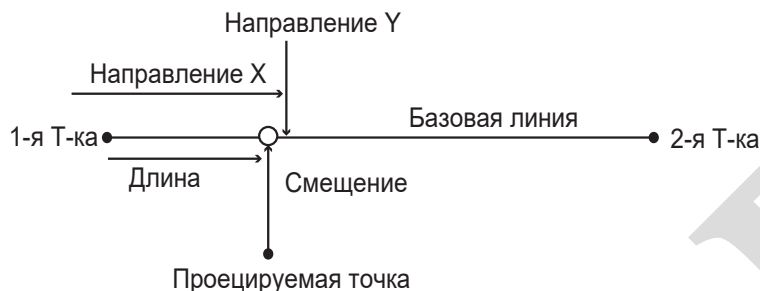 Направление Y
Направление X
Базовая линия
1-я Т-ка
2-я Т-ка
Длина
Смещение
Проецируемая точка